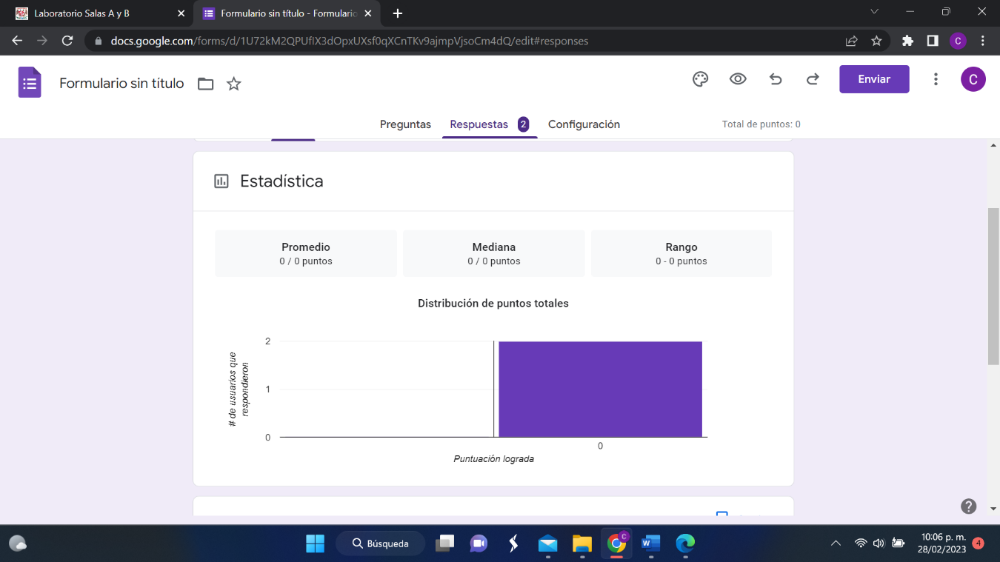 Laboratorio Salas A y B
Formulario sin título - Formulario
docs.google.com/forms/d/1U72kM2QPUflX3dOpxUXsf0qXCnTKv9ajmpVjsoCm4dQ/edit#responses
C
Formulario sin título
Enviar
C
Preguntas
Respuestas 2
Configuración
Total de puntos: 0
Estadística
Promedio
0 / 0 puntos
Mediana
0 / 0 puntos
Rango
0 - 0 puntos
Distribución de puntos totales
# de usuarios que
respondieron
2
1
0
0
Puntuación lograda
Búsqueda
C
W
10:06 p. m.
28/02/2023
4